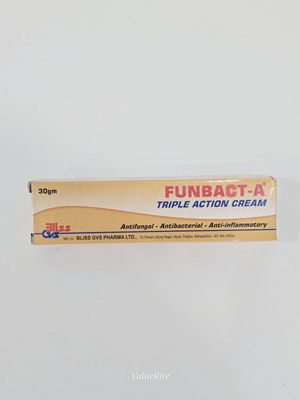 30gm
FUNBACT-A
TRIPLE ACTION CREAM
Bliss
GVS
Antifungal - Antibacterial - Anti-inflammatory
BLISS GVS PHARMA LTD.,
ValueRite